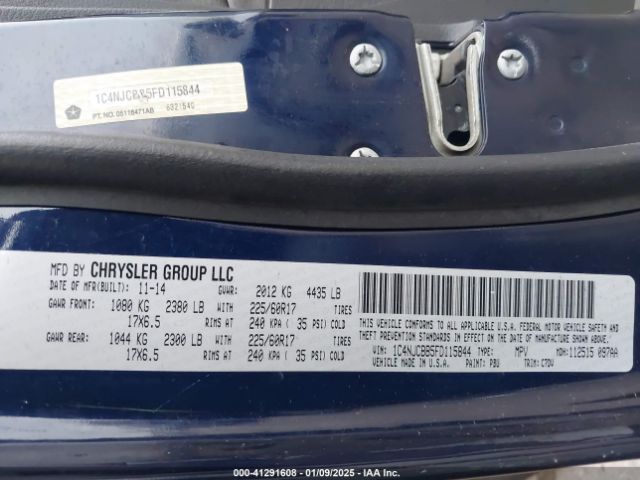 1C4NJCBB5FD115844
PT. NO. 05116471AB 632 540
MFD BY CHRYSLER GROUP LLC
DATE OF MFR(BUILT): 11-14 GVWR: 2012 KG 4435 LB
GAWR FRONT: 1080 KG 2380 LB WITH 225/60R17 TIRES
17X6.5 RIMS AT 240 KPA ( 35 PSI) COLD
GAWR REAR: 1044 KG 2300 LB WITH 225/60R17 TIRES
17X6.5 RIMS AT 240 KPA ( 35 PSI) COLD
THIS VEHICLE CONFORMS TO ALL APPLICABLE U.S.A. FEDERAL MOTOR VEHICLE SAFETY AND
THEFT PREVENTION STANDARDS IN EFFECT ON THE DATE OF MANUFACTURE SHOWN ABOVE.
VIN: 1C4NJCBB5FD115844 TYPE: MPV MDH: 112515 097AA
VEHICLE MADE IN U.S.A. PAINT: PBU TRIM: C7DV
000-41291608 - 01/09/2025 - IAA Inc.